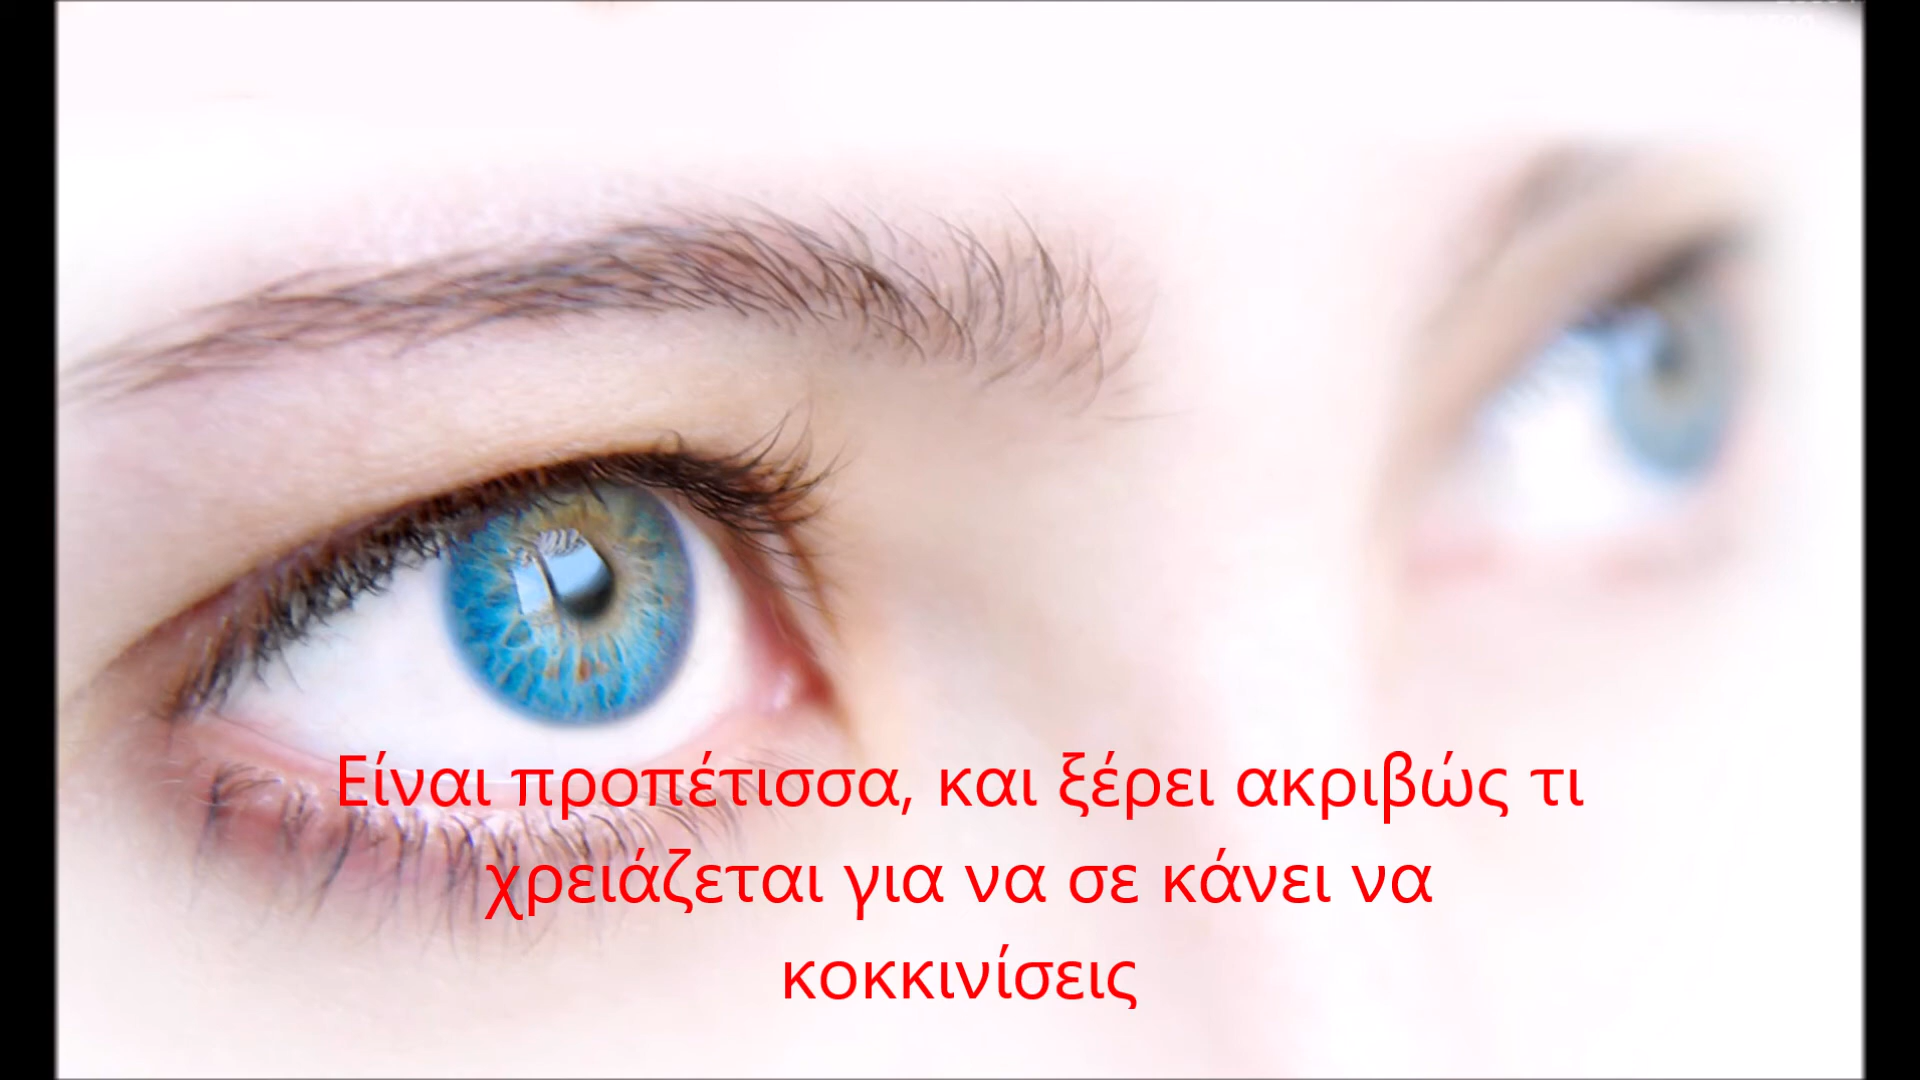 Είναι προπέτισσα, και ξέρει ακριβώς τι
χρειάζεται για να σε κάνει να
κοκκινίσεις